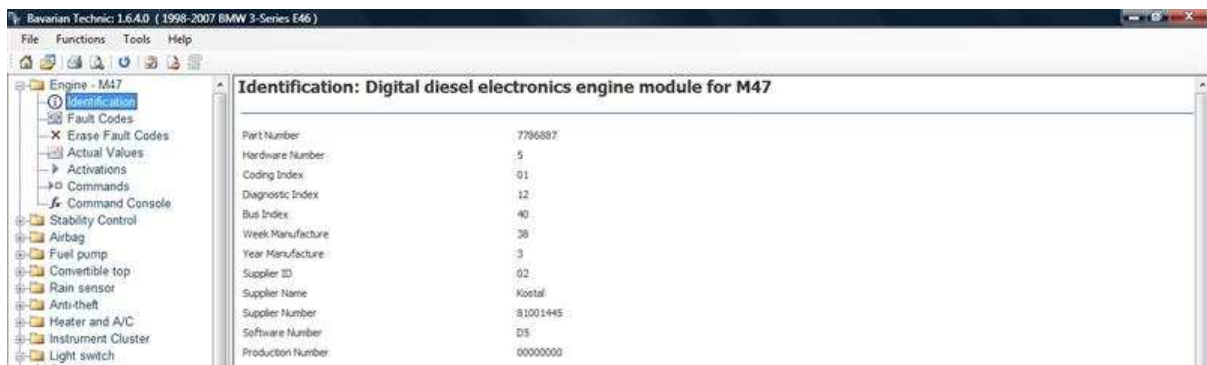 Bavarian Technic: 1.6.4.0 ( 1998-2007 BMW 3-Series E46 )
File Functions Tools Help
Engine - M47
Identification
Fault Codes
Erase Fault Codes
Actual Values
Activations
Commands
Command Console
Stability Control
Airbag
Fuel pump
Convertible top
Rain sensor
Anti-theft
Heater and A/C
Instrument Cluster
Light switch
Identification: Digital diesel electronics engine module for M47
Part Number 7786887
Hardware Number 5
Coding Index 01
Diagnostic Index 12
Bus Index 40
Week Manufacture 36
Year Manufacture 3
Supplier ID 02
Supplier Name Kostal
Supplier Number 81001445
Software Number D5
Production Number 00000000